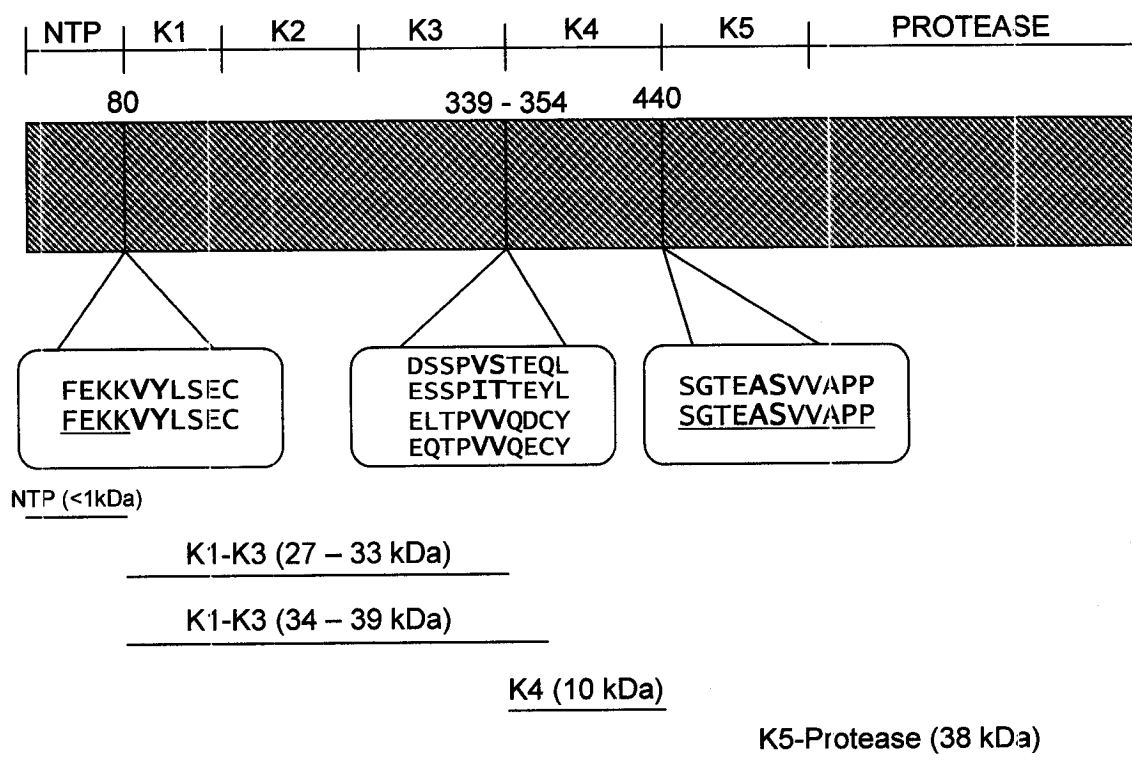 NTP K1 K2 K3 K4 K5 PROTEASE
80 339 - 354 440
FEKKVYLSEC
FEKKVYLSEC
DSSPVSTEQL
ESSPITTEYL
ELTPVVQDCY
EQTPVVQECY
SGTEASVVAPP
SGTEASVVAPP
NTP (<1kDa)
K1-K3 (27 – 33 kDa)
K1-K3 (34 – 39 kDa)
K4 (10 kDa)
K5-Protease (38 kDa)